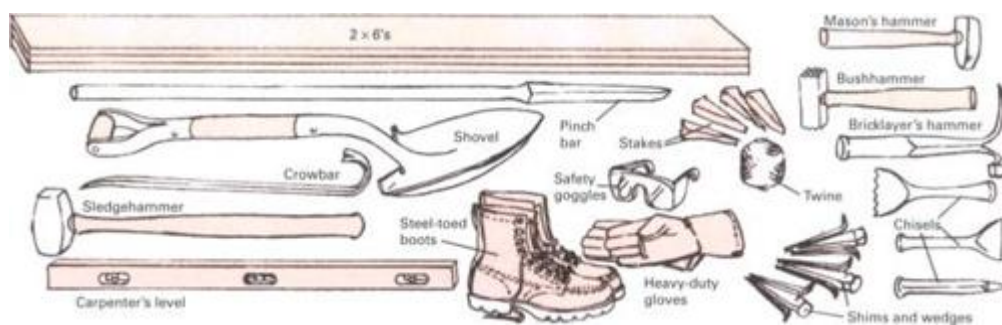 2 × 6's
Mason's hammer
Bushhammer
Pinch
bar
Shovel
Stakes
Bricklayer's hammer
Crowbar
Safety
goggles
Twine
Sledgehammer
Steel-toed
boots
Chisels
Heavy-duty
gloves
Carpenter's level
Shims and wedges